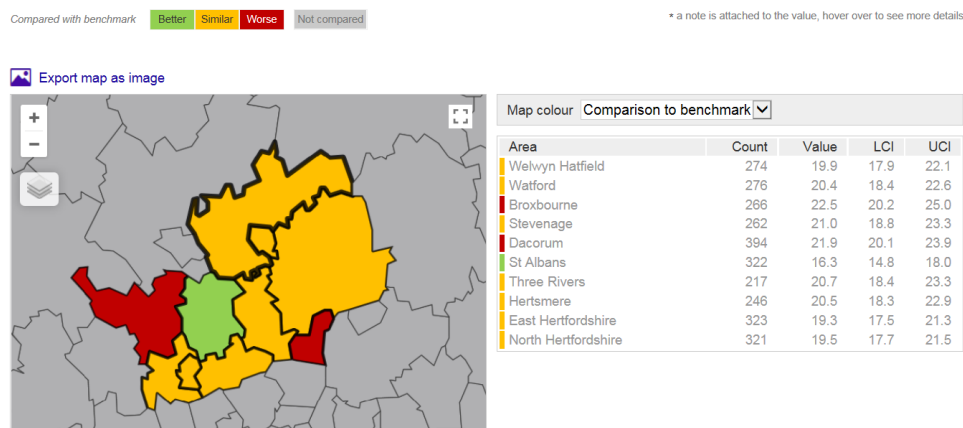 Compared with benchmark Better Similar Worse Not compared * a note is attached to the value, hover over to see more details
Export map as image
+
−
Map colour Comparison to benchmark
Area Count Value LCI UCI
Welwyn Hatfield 274 19.9 17.9 22.1
Watford 276 20.4 18.4 22.6
Broxbourne 266 22.5 20.2 25.0
Stevenage 262 21.0 18.8 23.3
Dacorum 394 21.9 20.1 23.9
St Albans 322 16.3 14.8 18.0
Three Rivers 217 20.7 18.4 23.3
Hertsmere 246 20.5 18.3 22.9
East Hertfordshire 323 19.3 17.5 21.3
North Hertfordshire 321 19.5 17.7 21.5